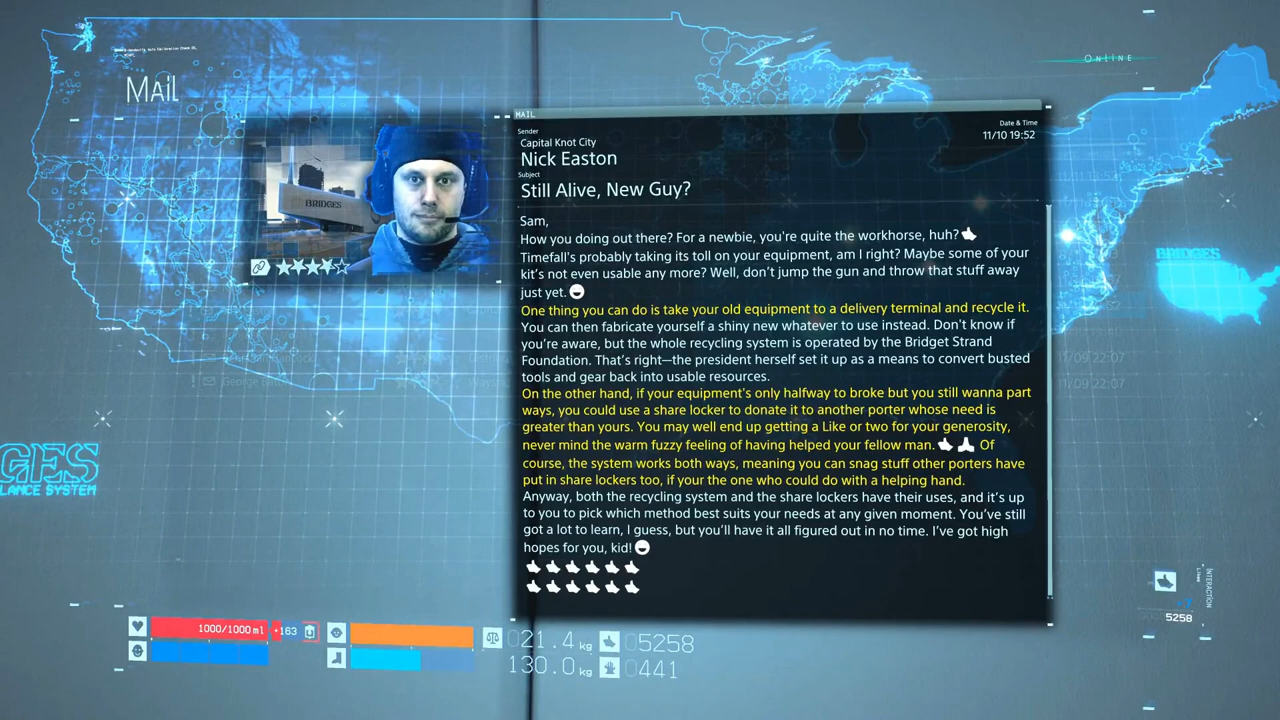 OnLinE
Mail
BRIDGES
MAIL
Sender
Date & Time
Capital Knot City
11/10 19:52
Nick Easton
Subject
Still Alive, New Guy?
Sam,
How you doing out there? For a newbie, you're quite the workhorse, huh?
Timefall's probably taking its toll on your equipment, am I right? Maybe some of your
kit's not even usable any more? Well, don't jump the gun and throw that stuff away
just yet.
One thing you can do is take your old equipment to a delivery terminal and recycle it.
You can then fabricate yourself a shiny new whatever to use instead. Don't know if
you're aware, but the whole recycling system is operated by the Bridget Strand
Foundation. That's right—the president herself set it up as a means to convert busted
tools and gear back into usable resources.
On the other hand, if your equipment's only halfway to broke but you still wanna part
ways, you could use a share locker to donate it to another porter whose need is
greater than yours. You may well end up getting a Like or two for your generosity,
never mind the warm fuzzy feeling of having helped your fellow man. Of
course, the system works both ways, meaning you can snag stuff other porters have
put in share lockers too, if your the one who could do with a helping hand.
Anyway, both the recycling system and the share lockers have their uses, and it's up
to you to pick which method best suits your needs at any given moment. You've still
got a lot to learn, I guess, but you'll have it all figured out in no time. I've got high
hopes for you, kid!
BRIDGES
11/09 22:07
George
11/09 22:07
GES
LANCE SYSTEM
INTERACTION
Likes
5258
1000/1000 ml
+163
021.4 kg
05258
130.0 kg
0441